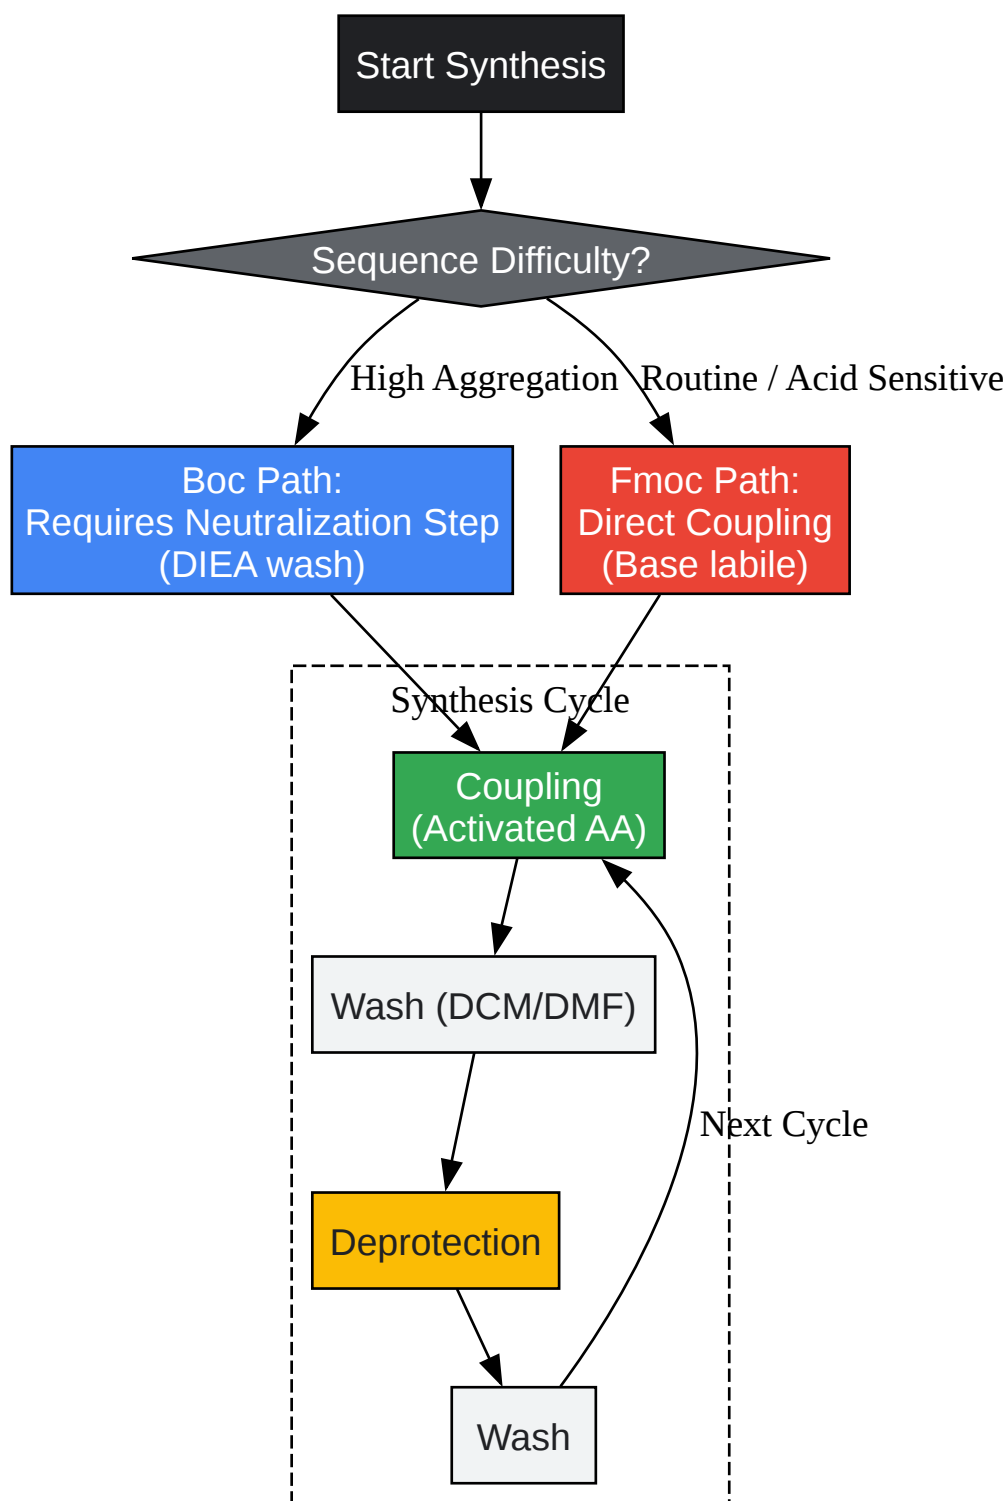 Start Synthesis
Sequence Difficulty?
High Aggregation
Routine / Acid Sensitive
Boc Path:
Requires Neutralization Step
(DIEA wash)
Fmoc Path:
Direct Coupling
(Base labile)
Synthesis Cycle
Coupling
(Activated AA)
Wash (DCM/DMF)
Next Cycle
Deprotection
Wash